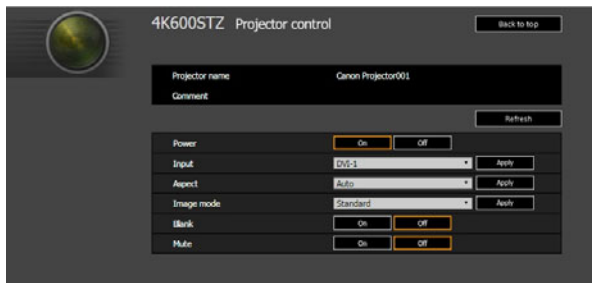 4K600STZ Projector control
Back to top
Projector name Canon Projector001
Comment
Refresh
Power On Off
Input DVI-1 Apply
Aspect Auto Apply
Image mode Standard Apply
Blank On Off
Mute On Off